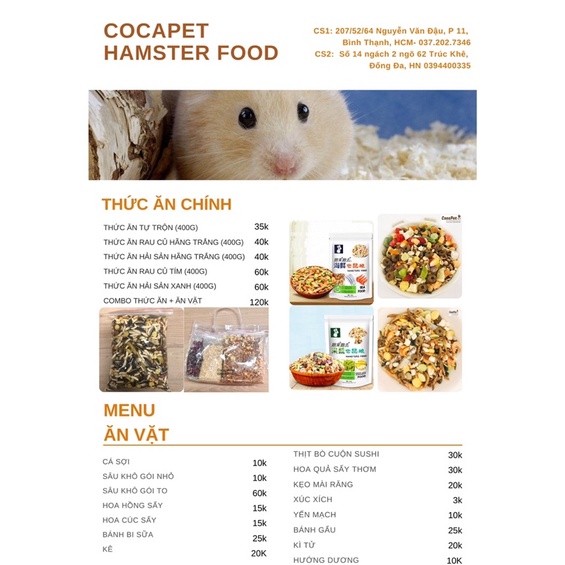 COCAPET
HAMSTER FOOD
CS1: 207/52/64 Nguyễn Văn Đậu, P 11,
Bình Thạnh, HCM- 037.202.7346
CS2: Số 14 ngách 2 ngõ 62 Trúc Khê,
Đống Đa, HN 0394400335
THỨC ĂN CHÍNH
THỨC ĂN TỰ TRỘN (400G) 35k
THỨC ĂN RAU CỦ HÃNG TRẮNG (400G) 40k
THỨC ĂN HẢI SẢN HÃNG TRẮNG (400G) 40k
THỨC ĂN RAU CỦ TÍM (400G) 60k
THỨC ĂN HẢI SẢN XANH (400G) 60k
COMBO THỨC ĂN + ĂN VẶT 120k
MENU
ĂN VẶT
CÁ SỢI 10k
SÂU KHÔ GÓI NHỎ 10k
SÂU KHÔ GÓI TO 60k
HOA HỒNG SẤY 15k
HOA CÚC SẤY 15k
BÁNH BI SỮA 25k
KÊ 20K
THỊT BÒ CUỘN SUSHI 30k
HOA QUẢ SẤY THƠM 30k
KẸO MÀI RĂNG 20k
XÚC XÍCH 3k
YẾN MẠCH 10k
BÁNH GẤU 25k
KỈ TỬ 20k
HƯỚNG DƯƠNG 10K